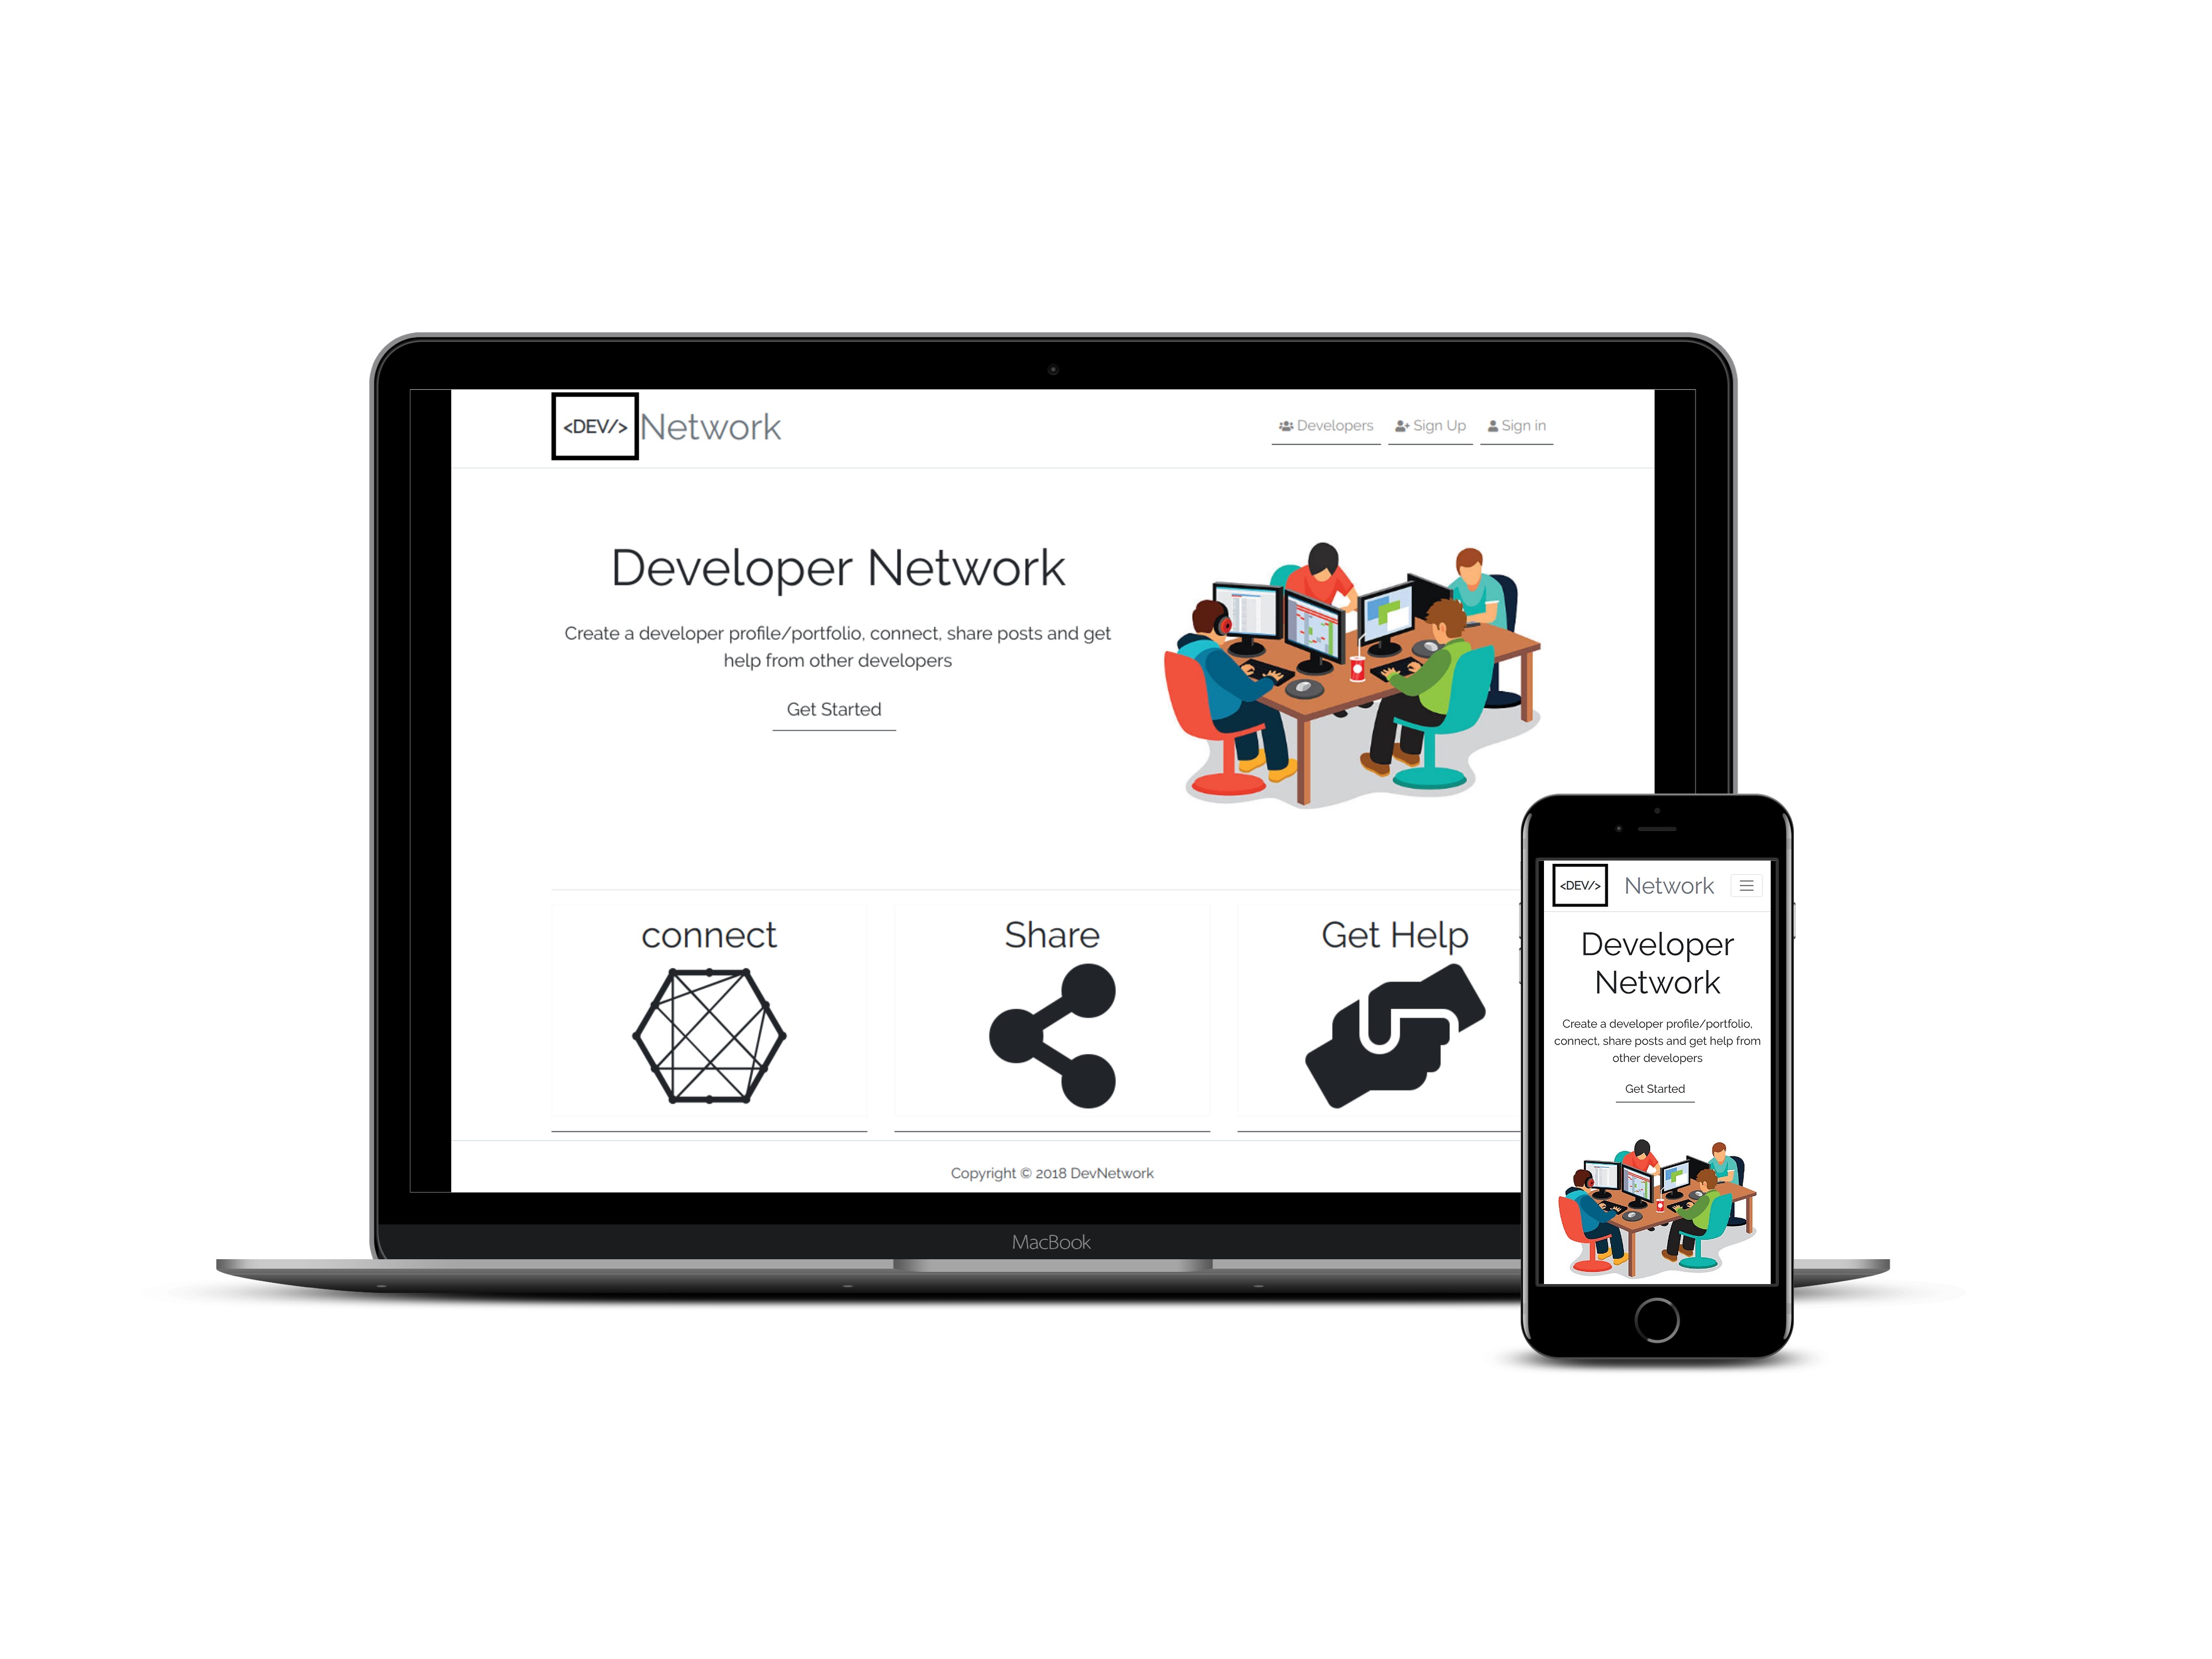 <DEV/> Network
Developers Sign Up Sign in
Developer Network
Create a developer profile/portfolio, connect, share posts and get
help from other developers
Get Started
connect Share Get Help
Copyright © 2018 DevNetwork
MacBook
<DEV/> Network
Developer
Network
Create a developer profile/portfolio,
connect, share posts and get help from
other developers
Get Started